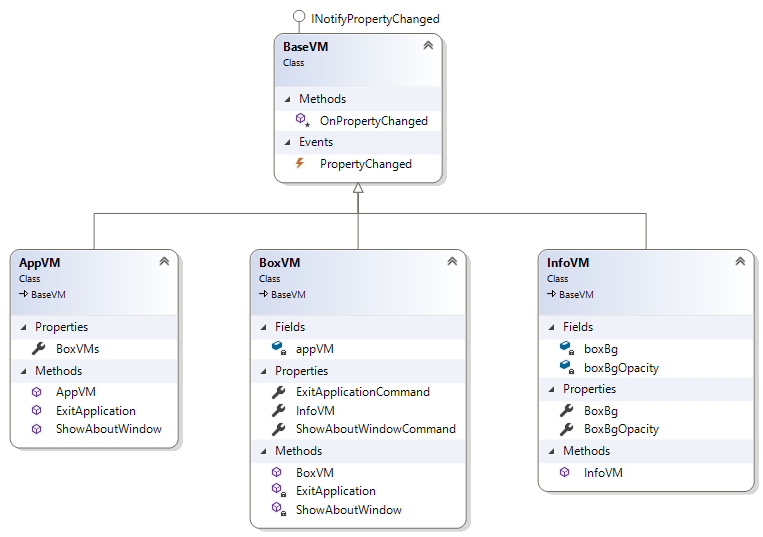 INotifyPropertyChanged
BaseVM
Class
Methods
OnPropertyChanged
Events
PropertyChanged
AppVM
Class
BaseVM
Properties
BoxVMs
Methods
AppVM
ExitApplication
ShowAboutWindow
BoxVM
Class
BaseVM
Fields
appVM
Properties
ExitApplicationCommand
InfoVM
ShowAboutWindowCommand
Methods
BoxVM
ExitApplication
ShowAboutWindow
InfoVM
Class
BaseVM
Fields
boxBg
boxBgOpacity
Properties
BoxBg
BoxBgOpacity
Methods
InfoVM